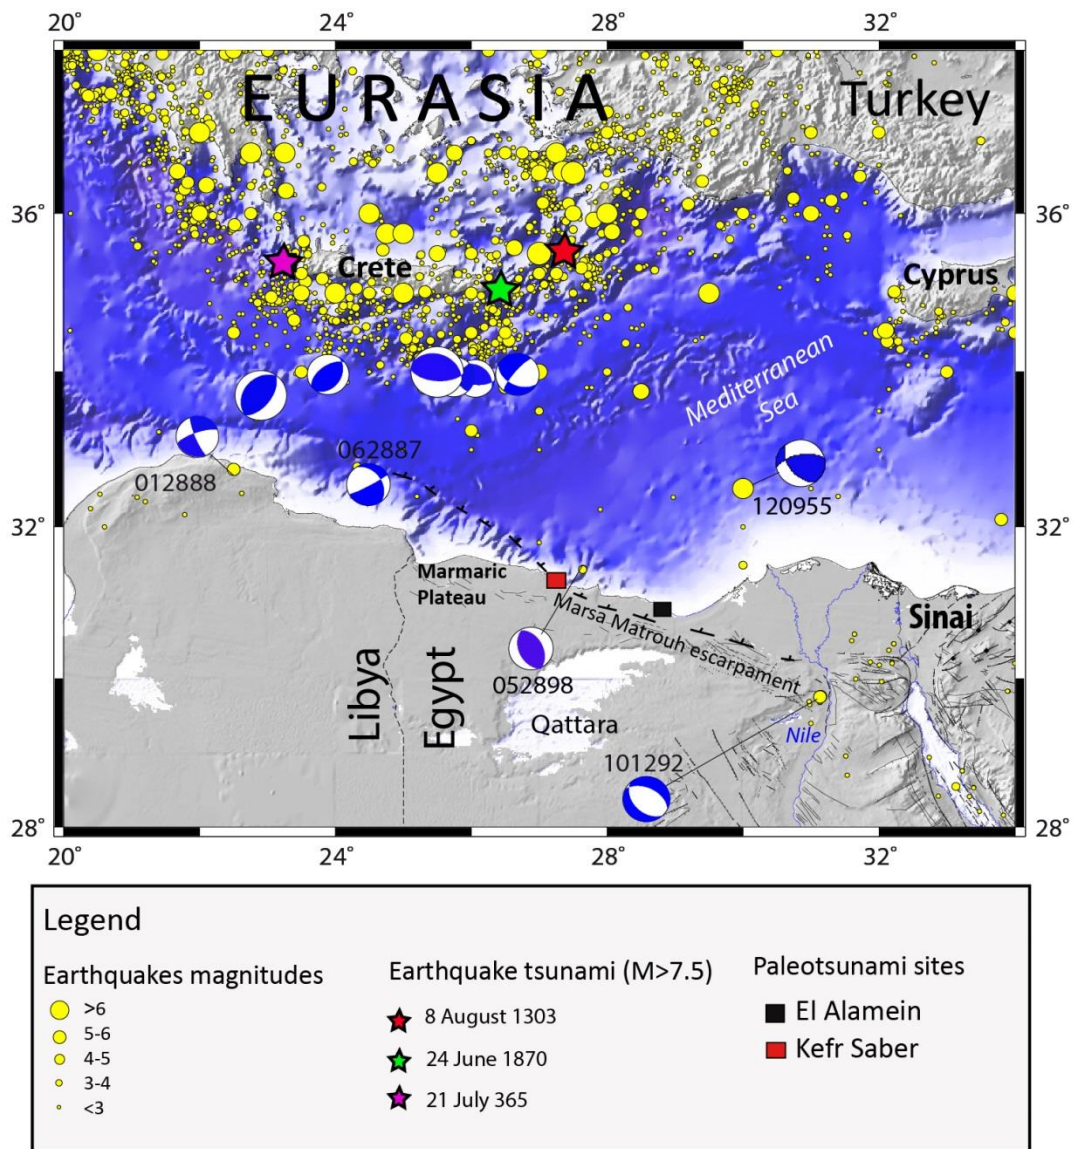 20° 24° 28° 32°
EURASIA
Turkey
36° 36°
Crete
Cyprus
Mediterranean
Sea
062887
012888
120955
32° 32°
Marmaric
Plateau
Marsa Matrouh escarpament
Sinai
Libya
Egypt
052898
Qattara
Nile
101292
28° 28°
20 24 28 32
Legend
Earthquakes magnitudes
>6
5-6
4-5
3-4
<3
Earthquake tsunami (M>7.5)
8 August 1303
24 June 1870
21 July 365
Paleotsunami sites
El Alamein
Kefr Saber